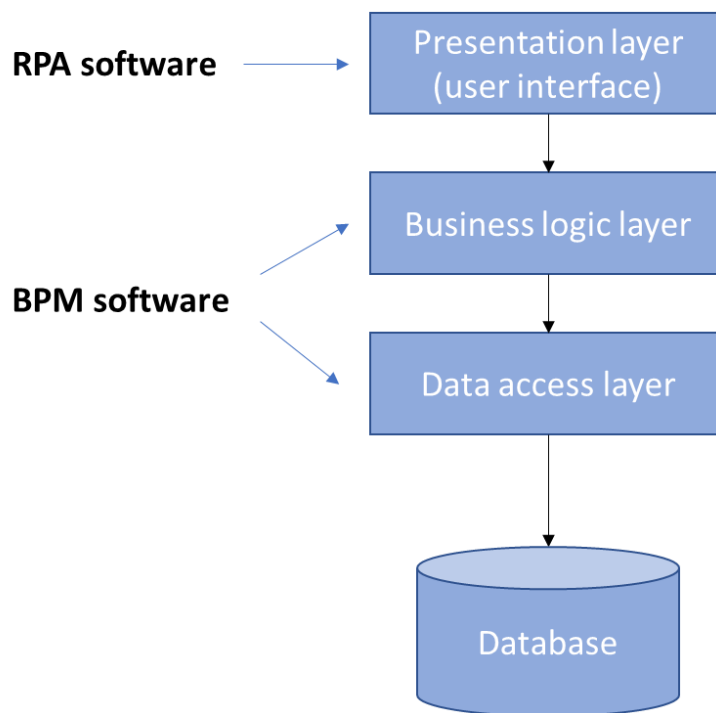 RPA software
Presentation layer
(user interface)
Business logic layer
BPM software
Data access layer
Database